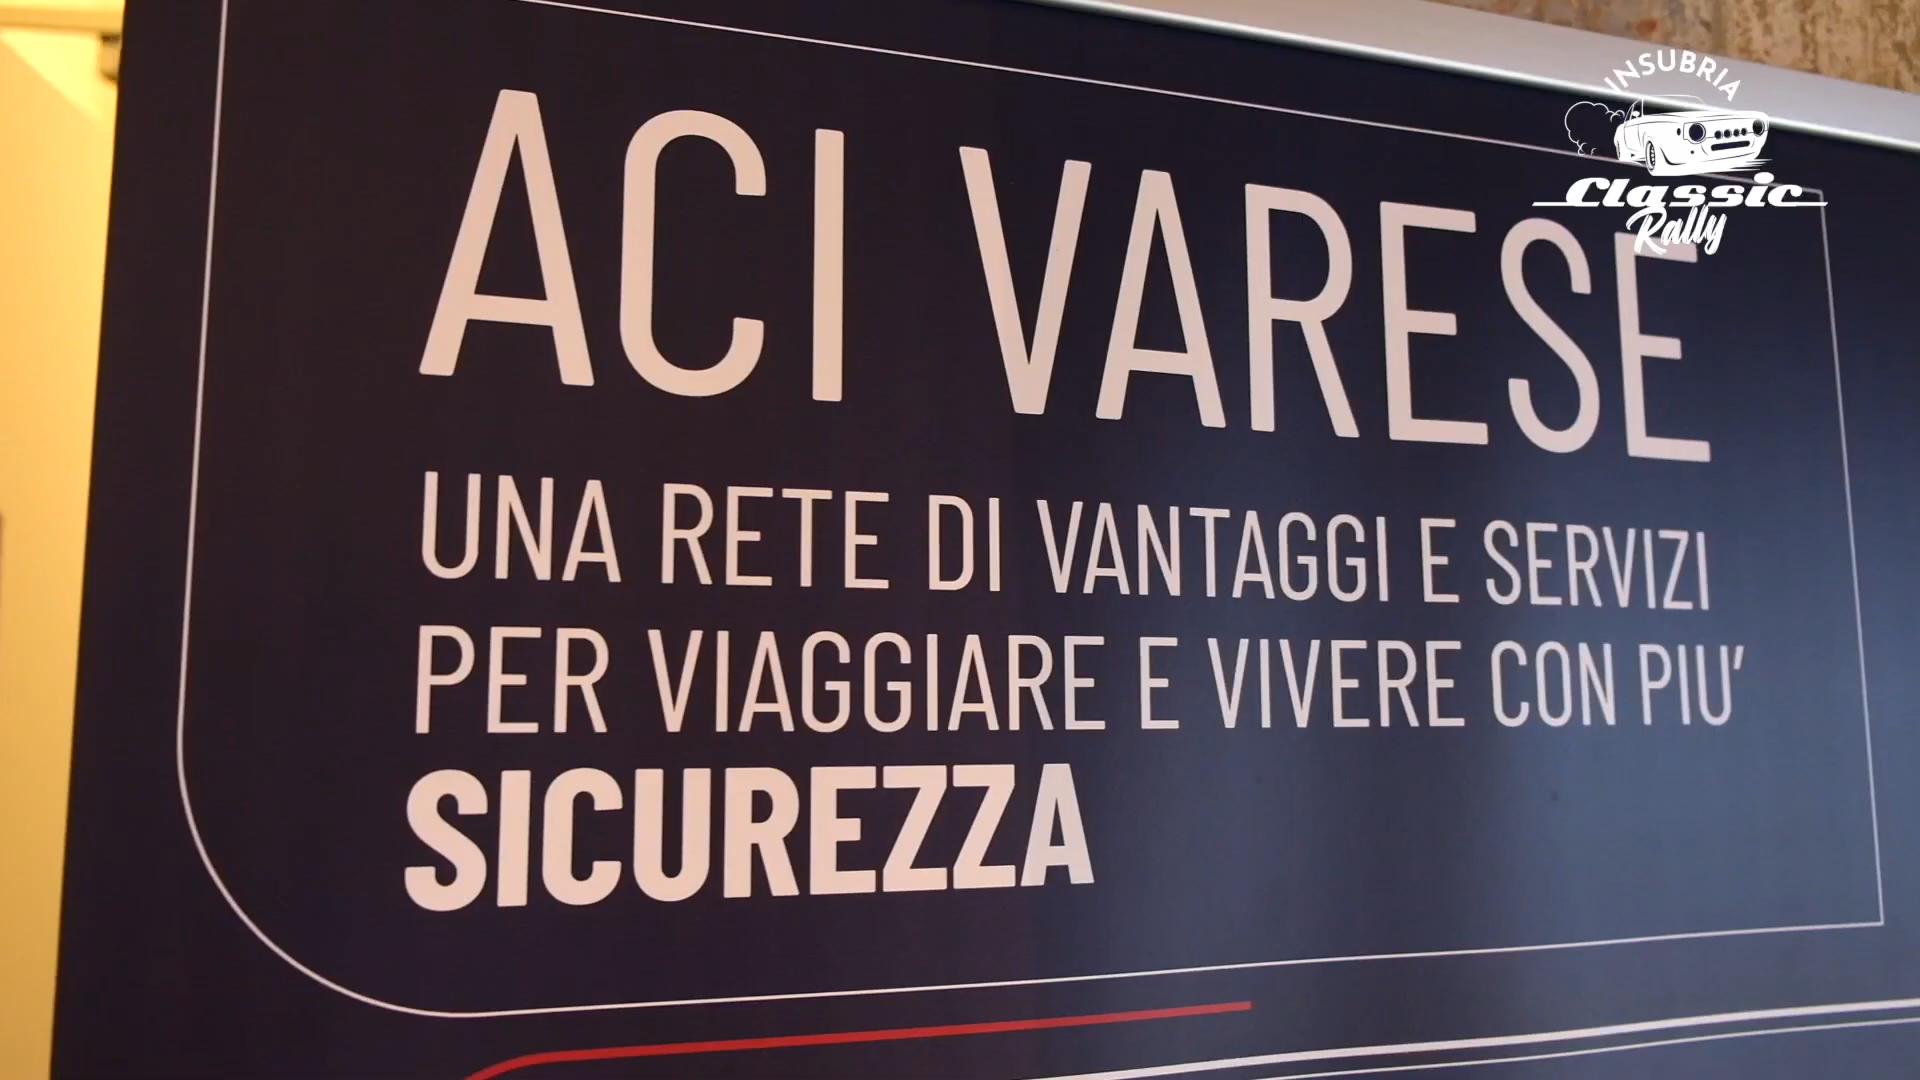 INSUBRIA
Classic
Rally
ACI VARESE
UNA RETE DI VANTAGGI E SERVIZI
PER VIAGGIARE E VIVERE CON PIU'
SICUREZZA